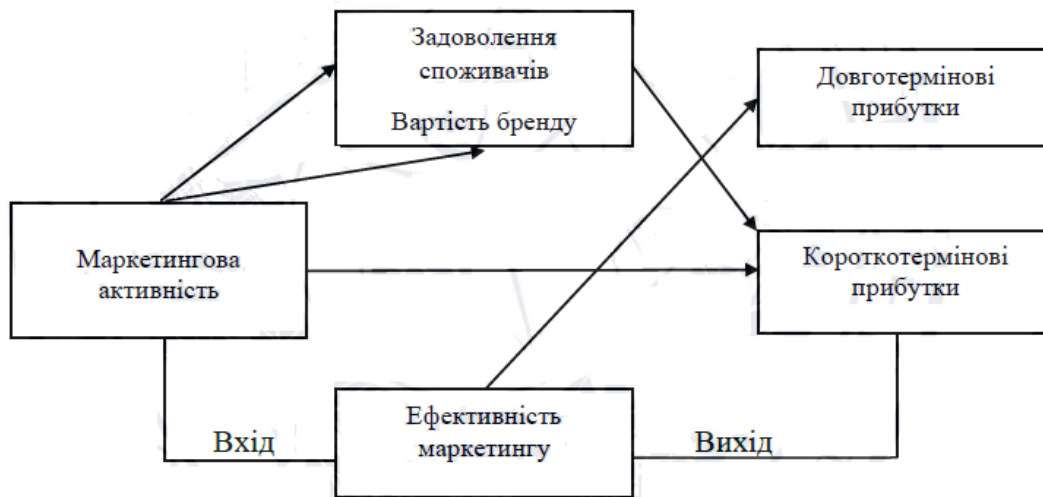 Задоволення
споживачів
Вартість бренду
Довготермінові
прибутки
Маркетингова
активність
Короткотермінові
прибутки
Ефективність
маркетингу
Вхід
Вихід